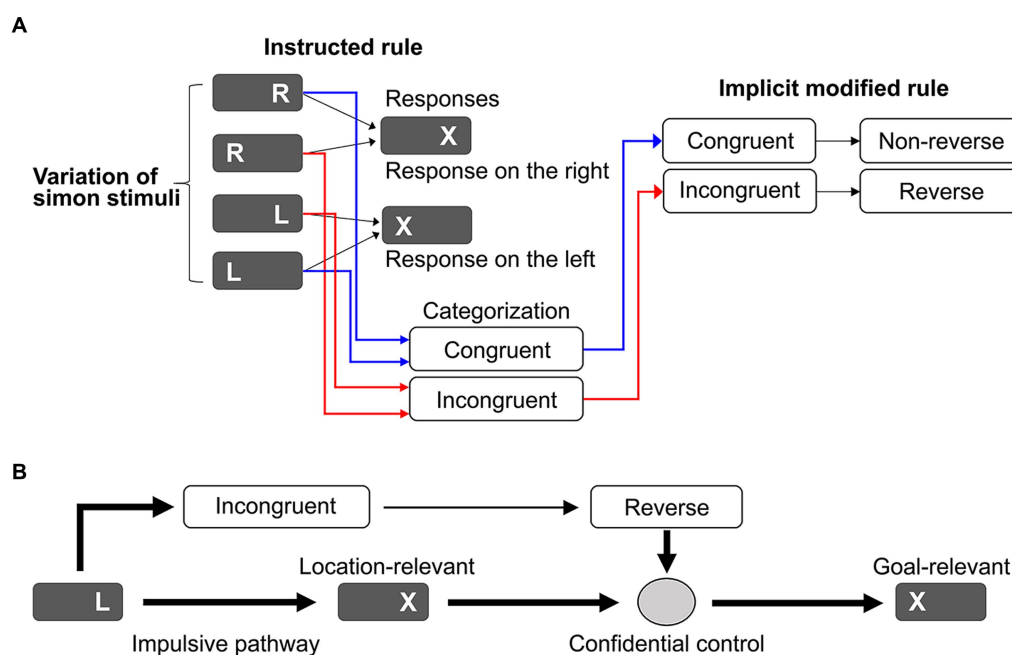 A
Instructed rule
Implicit modified rule
Variation of
simon stimuli
R
R
L
L
Responses
X
Response on the right
X
Response on the left
Categorization
Congruent
Incongruent
Congruent
Non-reverse
Incongruent
Reverse
B
Incongruent
Reverse
Location-relevant
Goal-relevant
L
X
X
Impulsive pathway
Confidential control